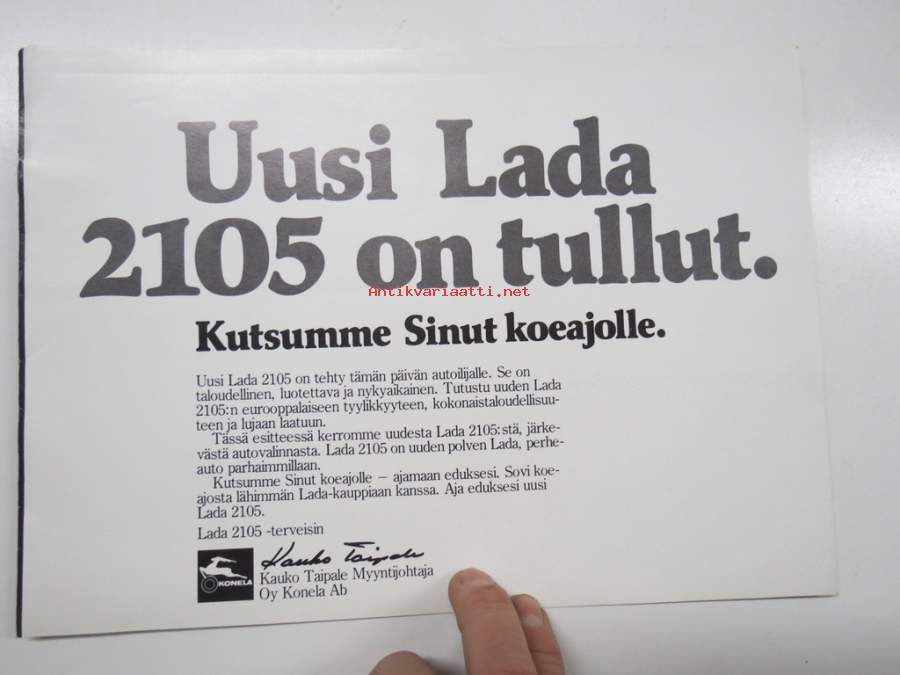 Uusi Lada
2105 on tullut.
Antikvariaatti.net
Kutsumme Sinut koeajolle.
Uusi Lada 2105 on tehty tämän päivän autoilijalle. Se on
taloudellinen, luotettava ja nykyaikainen. Tutustu uuden Lada
2105:n eurooppalaiseen tyylikkyyteen, kokonaistaloudellisuu-
teen ja lujaan laatuun.
Tässä esitteessä kerromme uudesta Lada 2105:stä, järke-
västä autovalinnasta. Lada 2105 on uuden polven Lada, perhe-
auto parhaimmillaan.
Kutsumme Sinut koeajolle – ajamaan eduksesi. Sovi koe-
ajosta lähimmän Lada-kauppiaan kanssa. Aja eduksesi uusi
Lada 2105.
Lada 2105 -terveisin
Kauko Taipale
KONELA
Kauko Taipale Myyntijohtaja
Oy Konela Ab